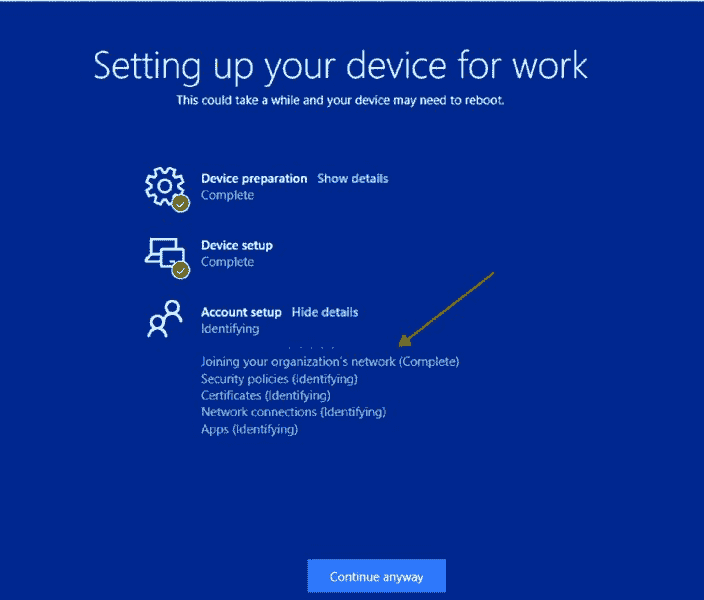 Setting up your device for work
This could take a while and your device may need to reboot.
Device preparation Show details
Complete
Device setup
Complete
Account setup Hide details
Identifying
Joining your organization's network (Complete)
Security policies (Identifying)
Certificates (Identifying)
Network connections (Identifying)
Apps (Identifying)
Continue anyway